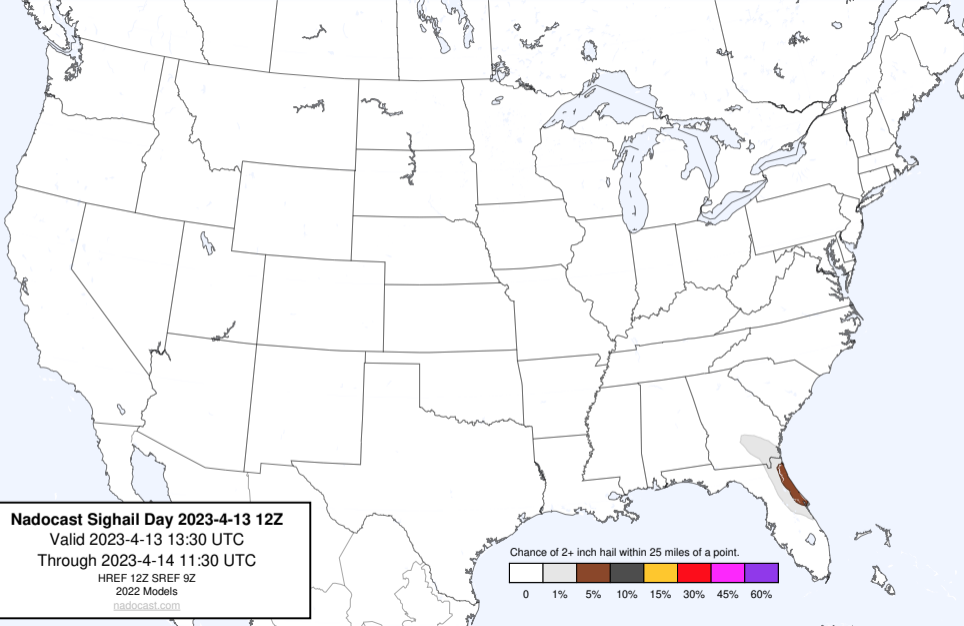 Nadocast Sighail Day 2023-4-13 12Z
Valid 2023-4-13 13:30 UTC
Through 2023-4-14 11:30 UTC
HREF 12Z SREF 9Z
2022 Models
nadocast.com
Chance of 2+ inch hail within 25 miles of a point.
0 1% 5% 10% 15% 30% 45% 60%